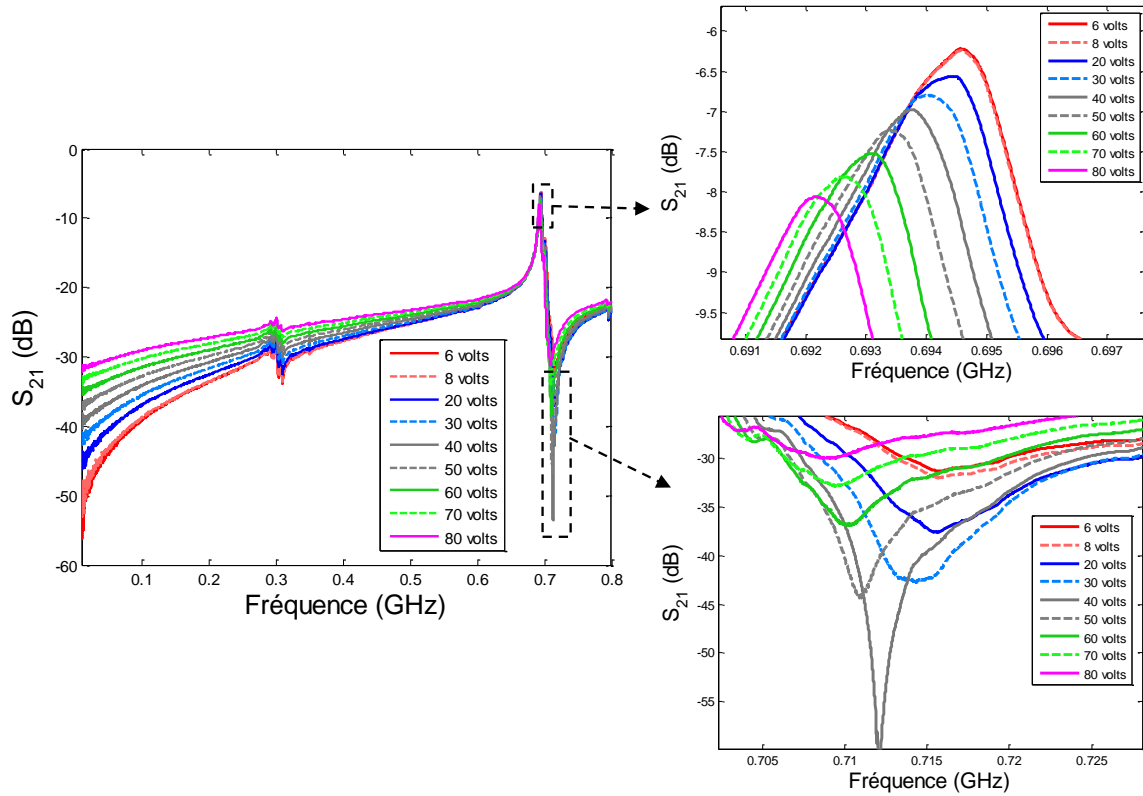 S21 (dB)
0
-10
-20
-30
-40
-50
-60
0.1 0.2 0.3 0.4 0.5 0.6 0.7 0.8
Fréquence (GHz)
6 volts
8 volts
20 volts
30 volts
40 volts
50 volts
60 volts
70 volts
80 volts
S21 (dB)
-6
-6.5
-7
-7.5
-8
-8.5
-9
-9.5
0.691 0.692 0.693 0.694 0.695 0.696 0.697
Fréquence (GHz)
6 volts
8 volts
20 volts
30 volts
40 volts
50 volts
60 volts
70 volts
80 volts
S21 (dB)
-30
-35
-40
-45
-50
-55
0.705 0.71 0.715 0.72 0.725
Fréquence (GHz)
6 volts
8 volts
20 volts
30 volts
40 volts
50 volts
60 volts
70 volts
80 volts